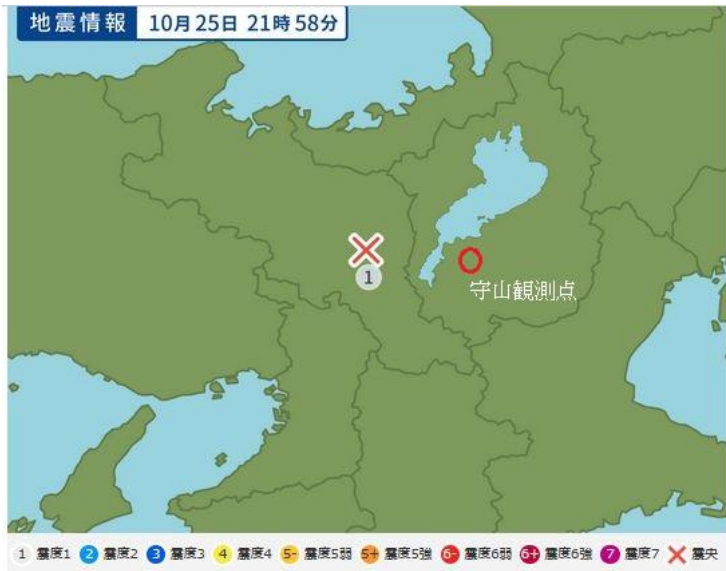 地震情報 10月25日 21時58分
1
守山観測点
1 震度1 2 震度2 3 震度3 4 震度4 5- 震度5弱 5+ 震度5強 6- 震度6弱 6+ 震度6強 7 震度7 震央